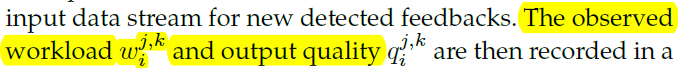 input data stream for new detected feedbacks. The observed
workload $w_i^{j,k}$ and output quality $q_i^{j,k}$ are then recorded in a